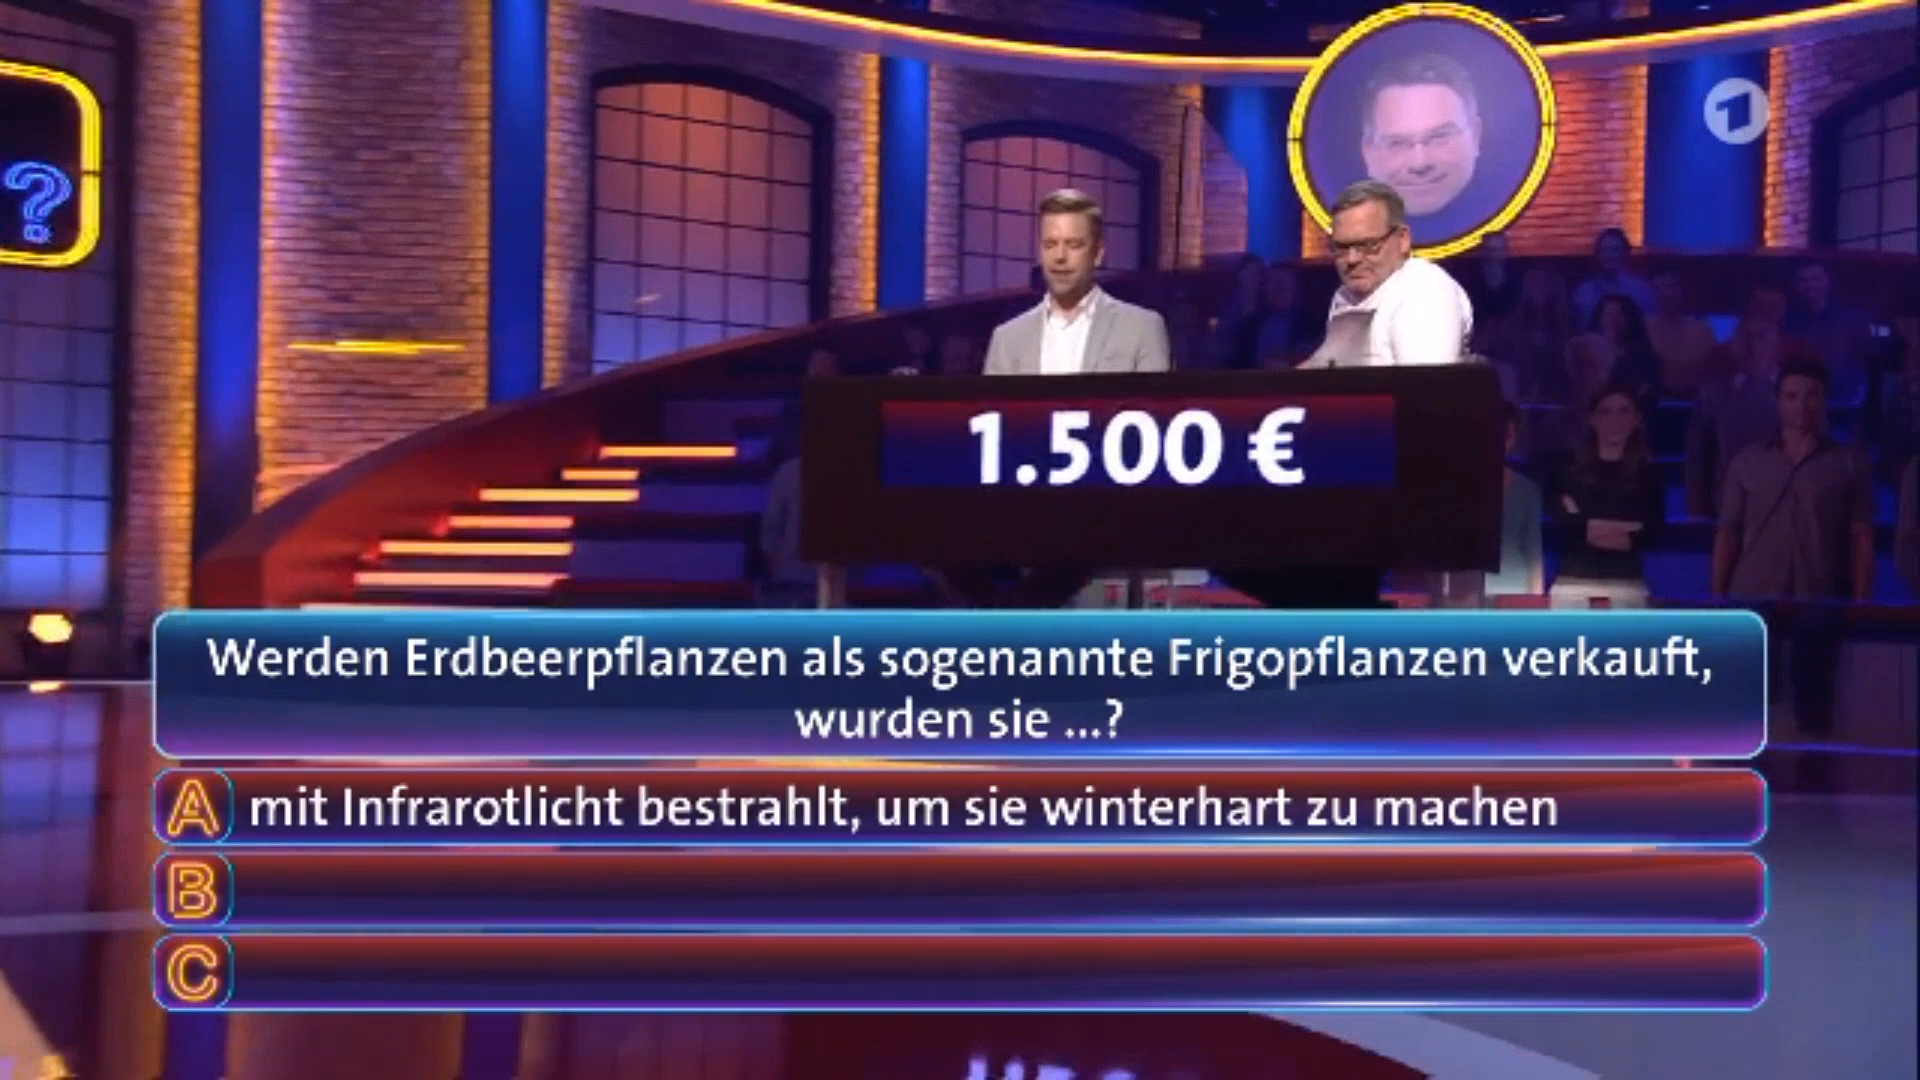 1.500 €
Werden Erdbeerpflanzen als sogenannte Frigopflanzen verkauft,
wurden sie ...?
A mit Infrarotlicht bestrahlt, um sie winterhart zu machen
B
C